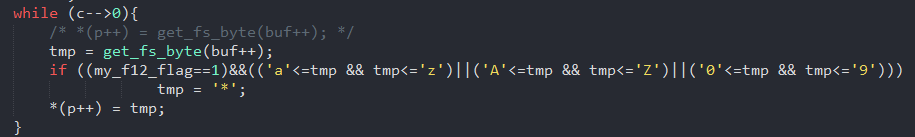 while (c-->0){
/* *(p++) = get_fs_byte(buf++); */
tmp = get_fs_byte(buf++);
if ((my_f12_flag==1)&&(('a'<=tmp && tmp<='z')||('A'<=tmp && tmp<='Z')||('0'<=tmp && tmp<='9')))
tmp = '*';
*(p++) = tmp;
}